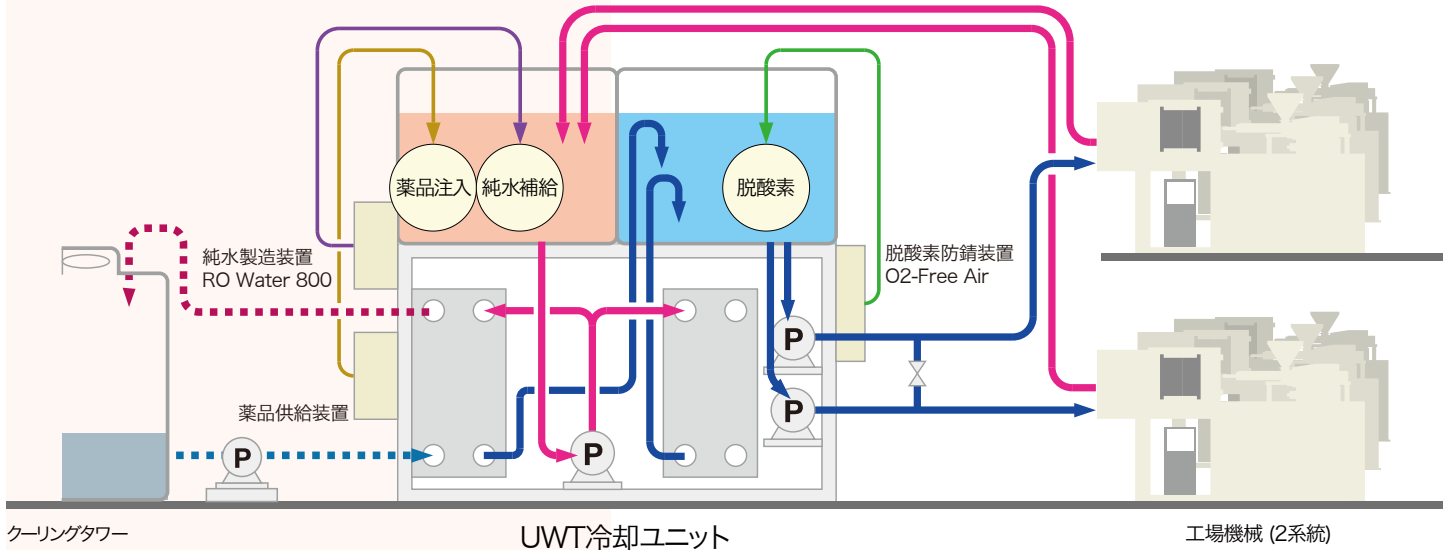 薬品注入
純水補給
脱酸素
純水製造装置
RO Water 800
脱酸素防錆装置
O2-Free Air
P
P
薬品供給装置
P
P
クーリングタワー
UWT冷却ユニット
工場機械 (2系統)